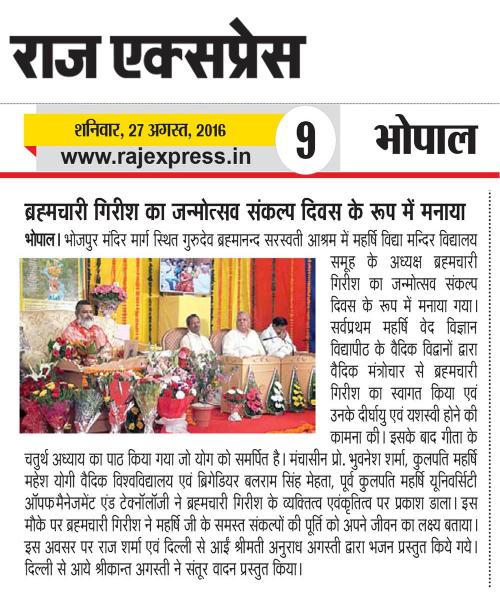 राज एक्सप्रेस
शनिवार, 27 अगस्त, 2016
www.rajexpress.in
9
भोपाल
ब्रह्मचारी गिरीश का जन्मोत्सव संकल्प दिवस के रूप में मनाया
भोपाल। भोजपुर मंदिर मार्ग स्थित गुरुदेव ब्रह्मानन्द सरस्वती आश्रम में महर्षि विद्या मन्दिर विद्यालय
समूह के अध्यक्ष ब्रह्मचारी
गिरीश का जन्मोत्सव संकल्प
दिवस के रूप में मनाया गया।
सर्वप्रथम महर्षि वेद विज्ञान
विद्यापीठ के वैदिक विद्वानों द्वारा
वैदिक मंत्रोचार से ब्रह्मचारी
गिरीश का स्वागत किया एवं
उनके दीर्घायु एवं यशस्वी होने की
कामना की। इसके बाद गीता के
चतुर्थ अध्याय का पाठ किया गया जो योग को समर्पित है। मंचासीन प्रो. भुवनेश शर्मा, कुलपति महर्षि
महेश योगी वैदिक विश्वविद्यालय एवं ब्रिगेडियर बलराम सिंह मेहता, पूर्व कुलपति महर्षि यूनिवर्सिटी
ऑफ मैनेजमेंट एंड टेक्नॉलॉजी ने ब्रह्मचारी गिरीश के व्यवितत्व एवंकृतित्व पर प्रकाश डाला। इस
मौके पर ब्रह्मचारी गिरीश ने महर्षि जी के समस्त संकल्पों की पूर्ति को अपने जीवन का लक्ष्य बताया।
इस अवसर पर राज शर्मा एवं दिल्ली से आईं श्रीमती अनुराध अगस्ती द्वारा भजन प्रस्तुत किये गये।
दिल्ली से आये श्रीकान्त अगस्ती ने संतूर वादन प्रस्तुत किया।